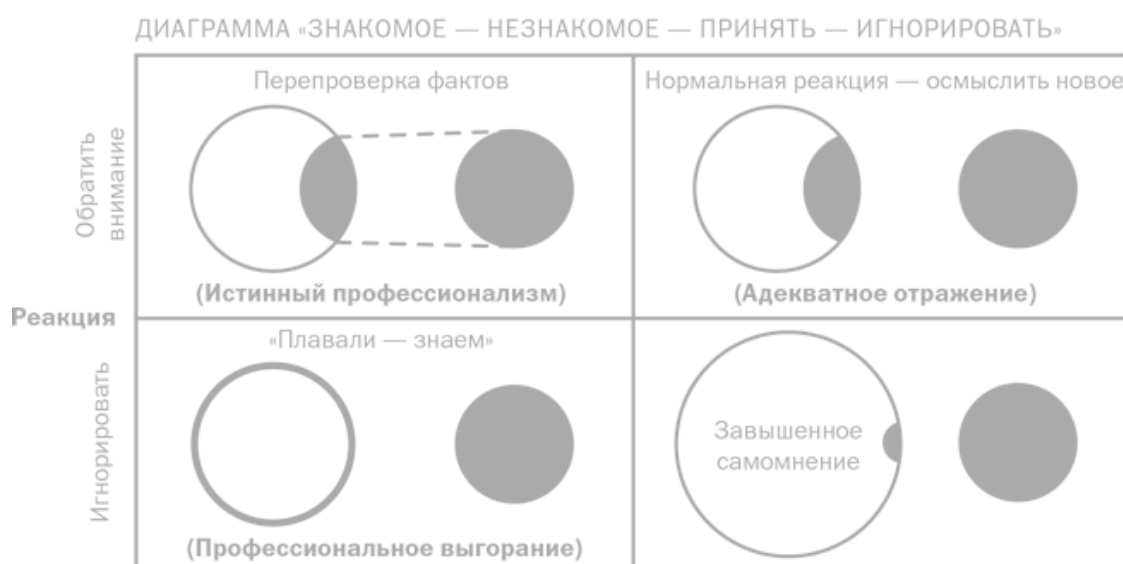 ДИАГРАММА «ЗНАКОМОЕ — НЕЗНАКОМОЕ — ПРИНЯТЬ — ИГНОРИРОВАТЬ»
Перепроверка фактов
Нормальная реакция — осмыслить новое
Обратить
внимание
(Истинный профессионализм)
(Адекватное отражение)
Реакция
«Плавали — знаем»
Игнорировать
Завышенное
самомнение
(Профессиональное выгорание)